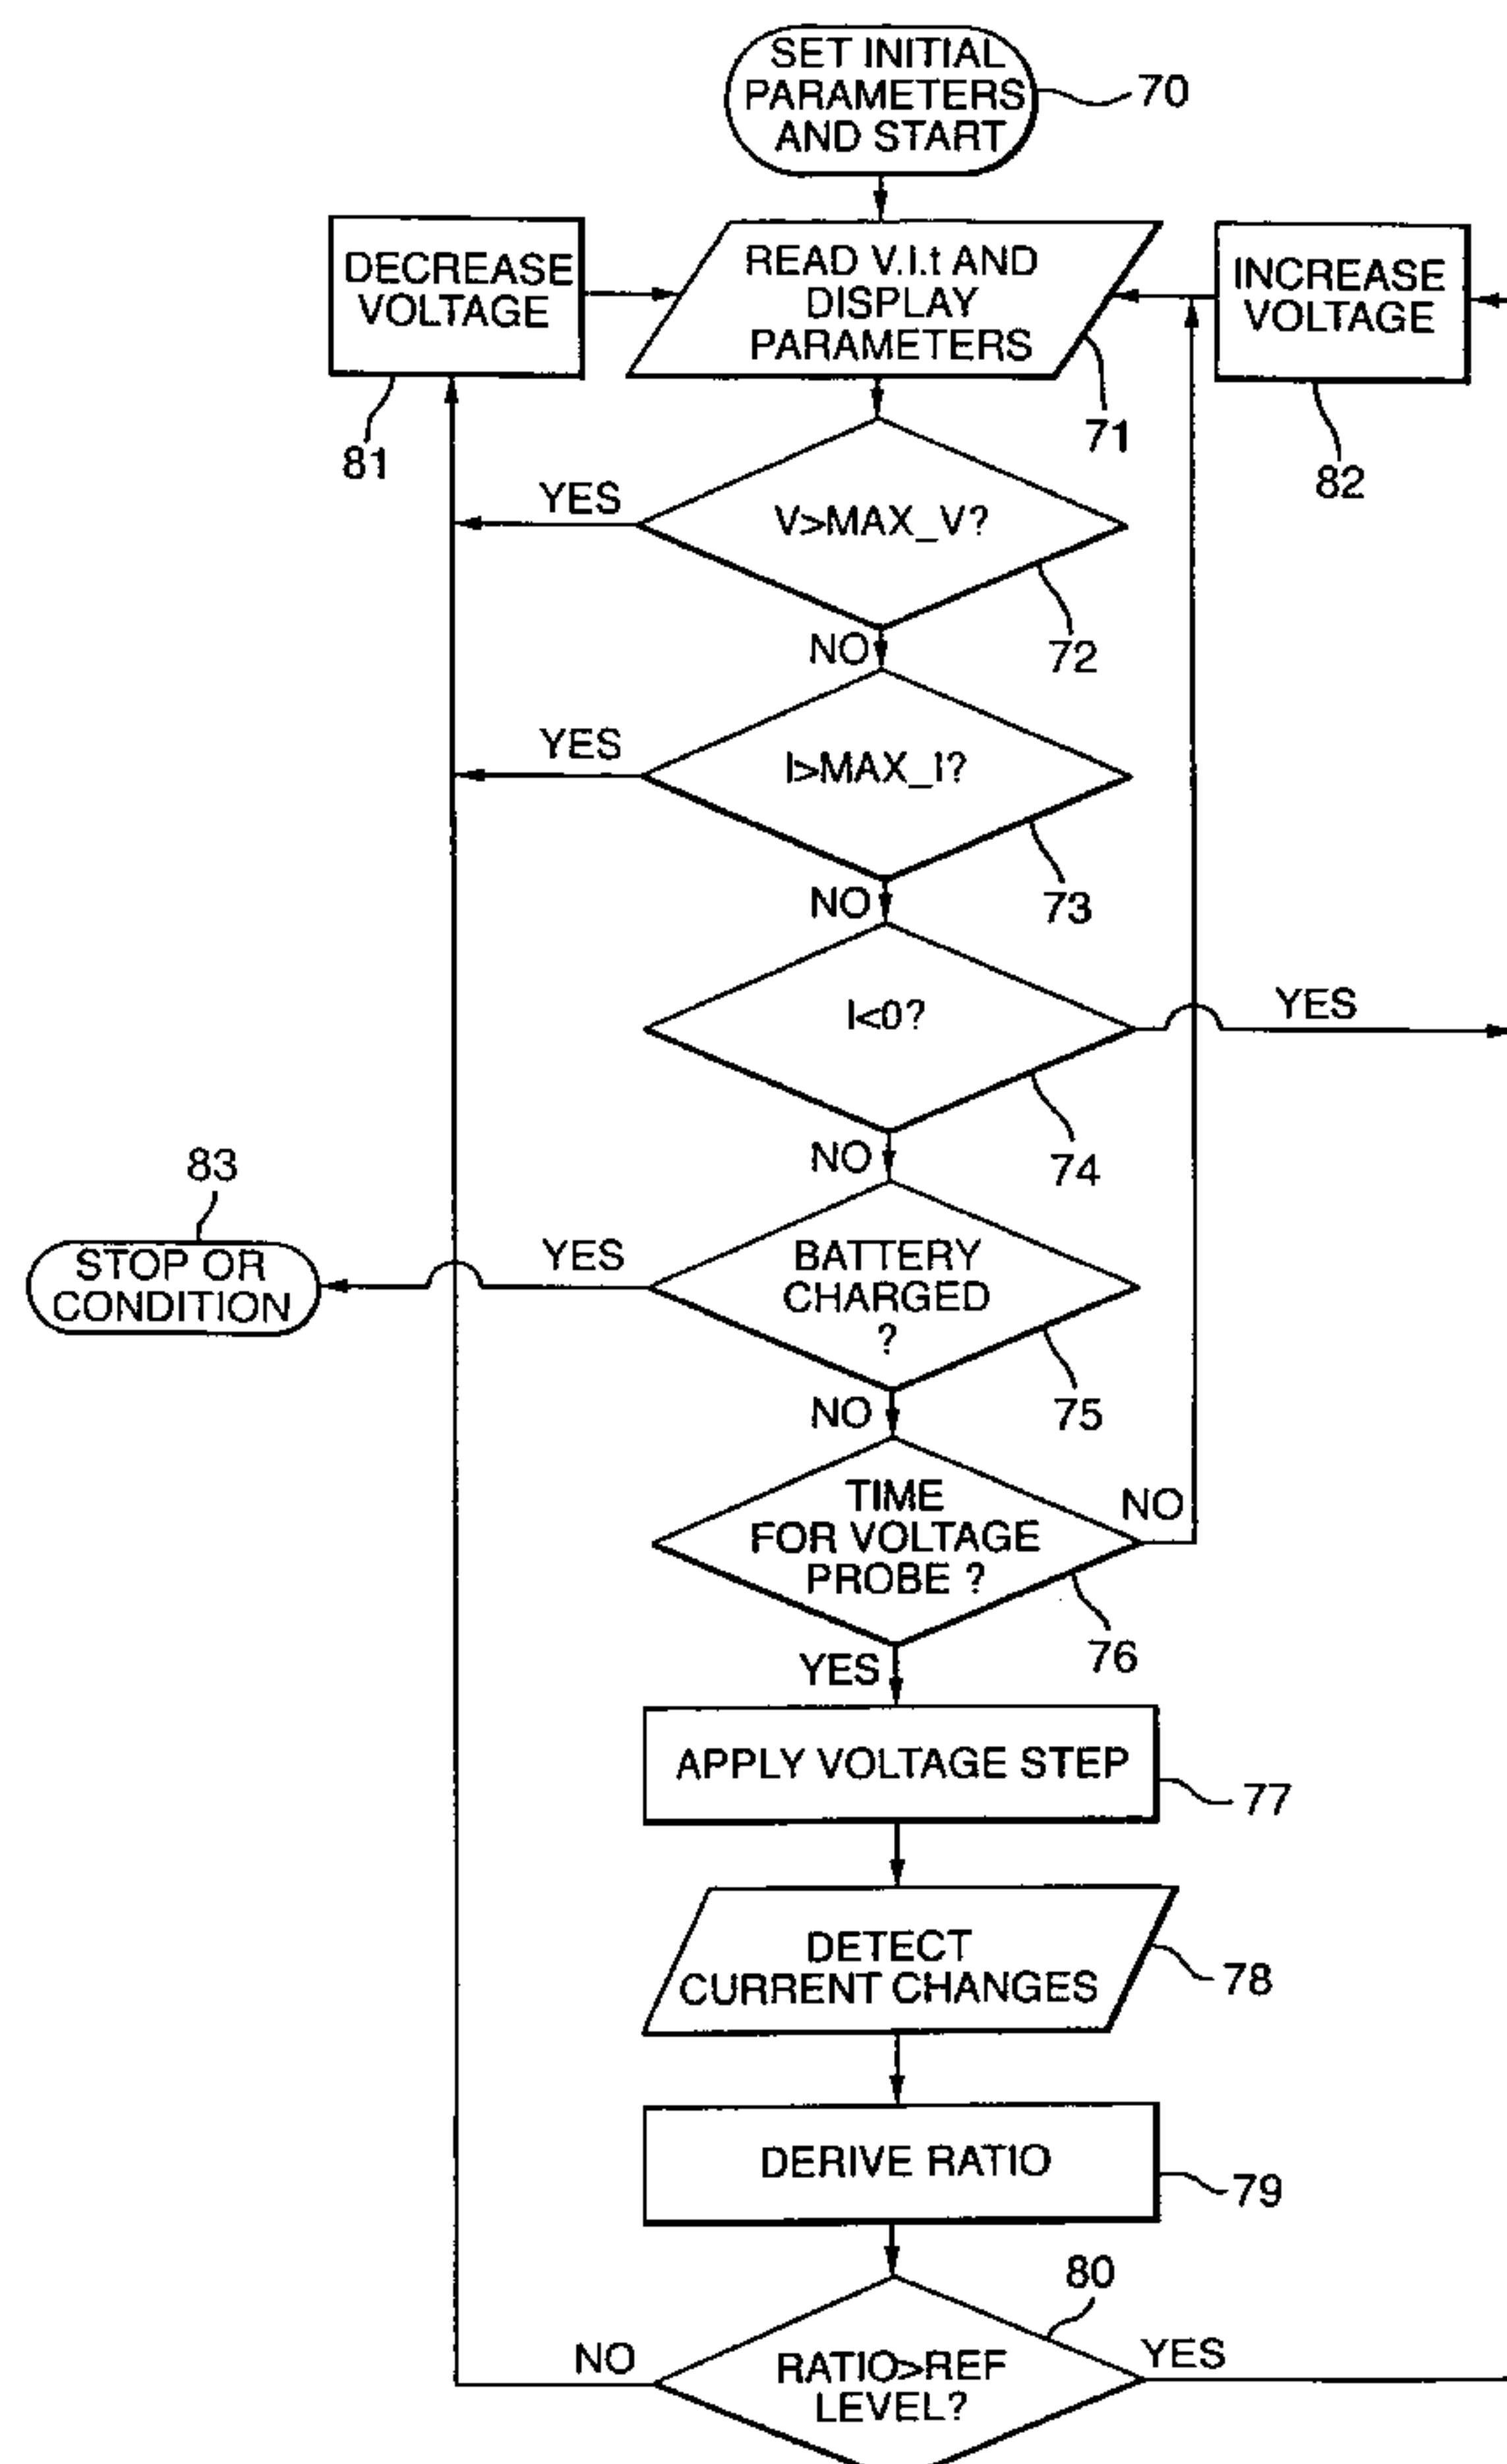 SET INITIAL
PARAMETERS
AND START
70
DECREASE
VOLTAGE
81
READ V.I.t AND
DISPLAY
PARAMETERS
71
INCREASE
VOLTAGE
82
YES
V>MAX_V?
72
NO
YES
I>MAX_I?
73
NO
I<0?
YES
74
NO
83
STOP OR
CONDITION
YES
BATTERY
CHARGED
?
75
NO
TIME
FOR VOLTAGE
PROBE ?
NO
76
YES
APPLY VOLTAGE STEP
77
DETECT
CURRENT CHANGES
78
DERIVE RATIO
79
80
NO
RATIO>REF
LEVEL?
YES